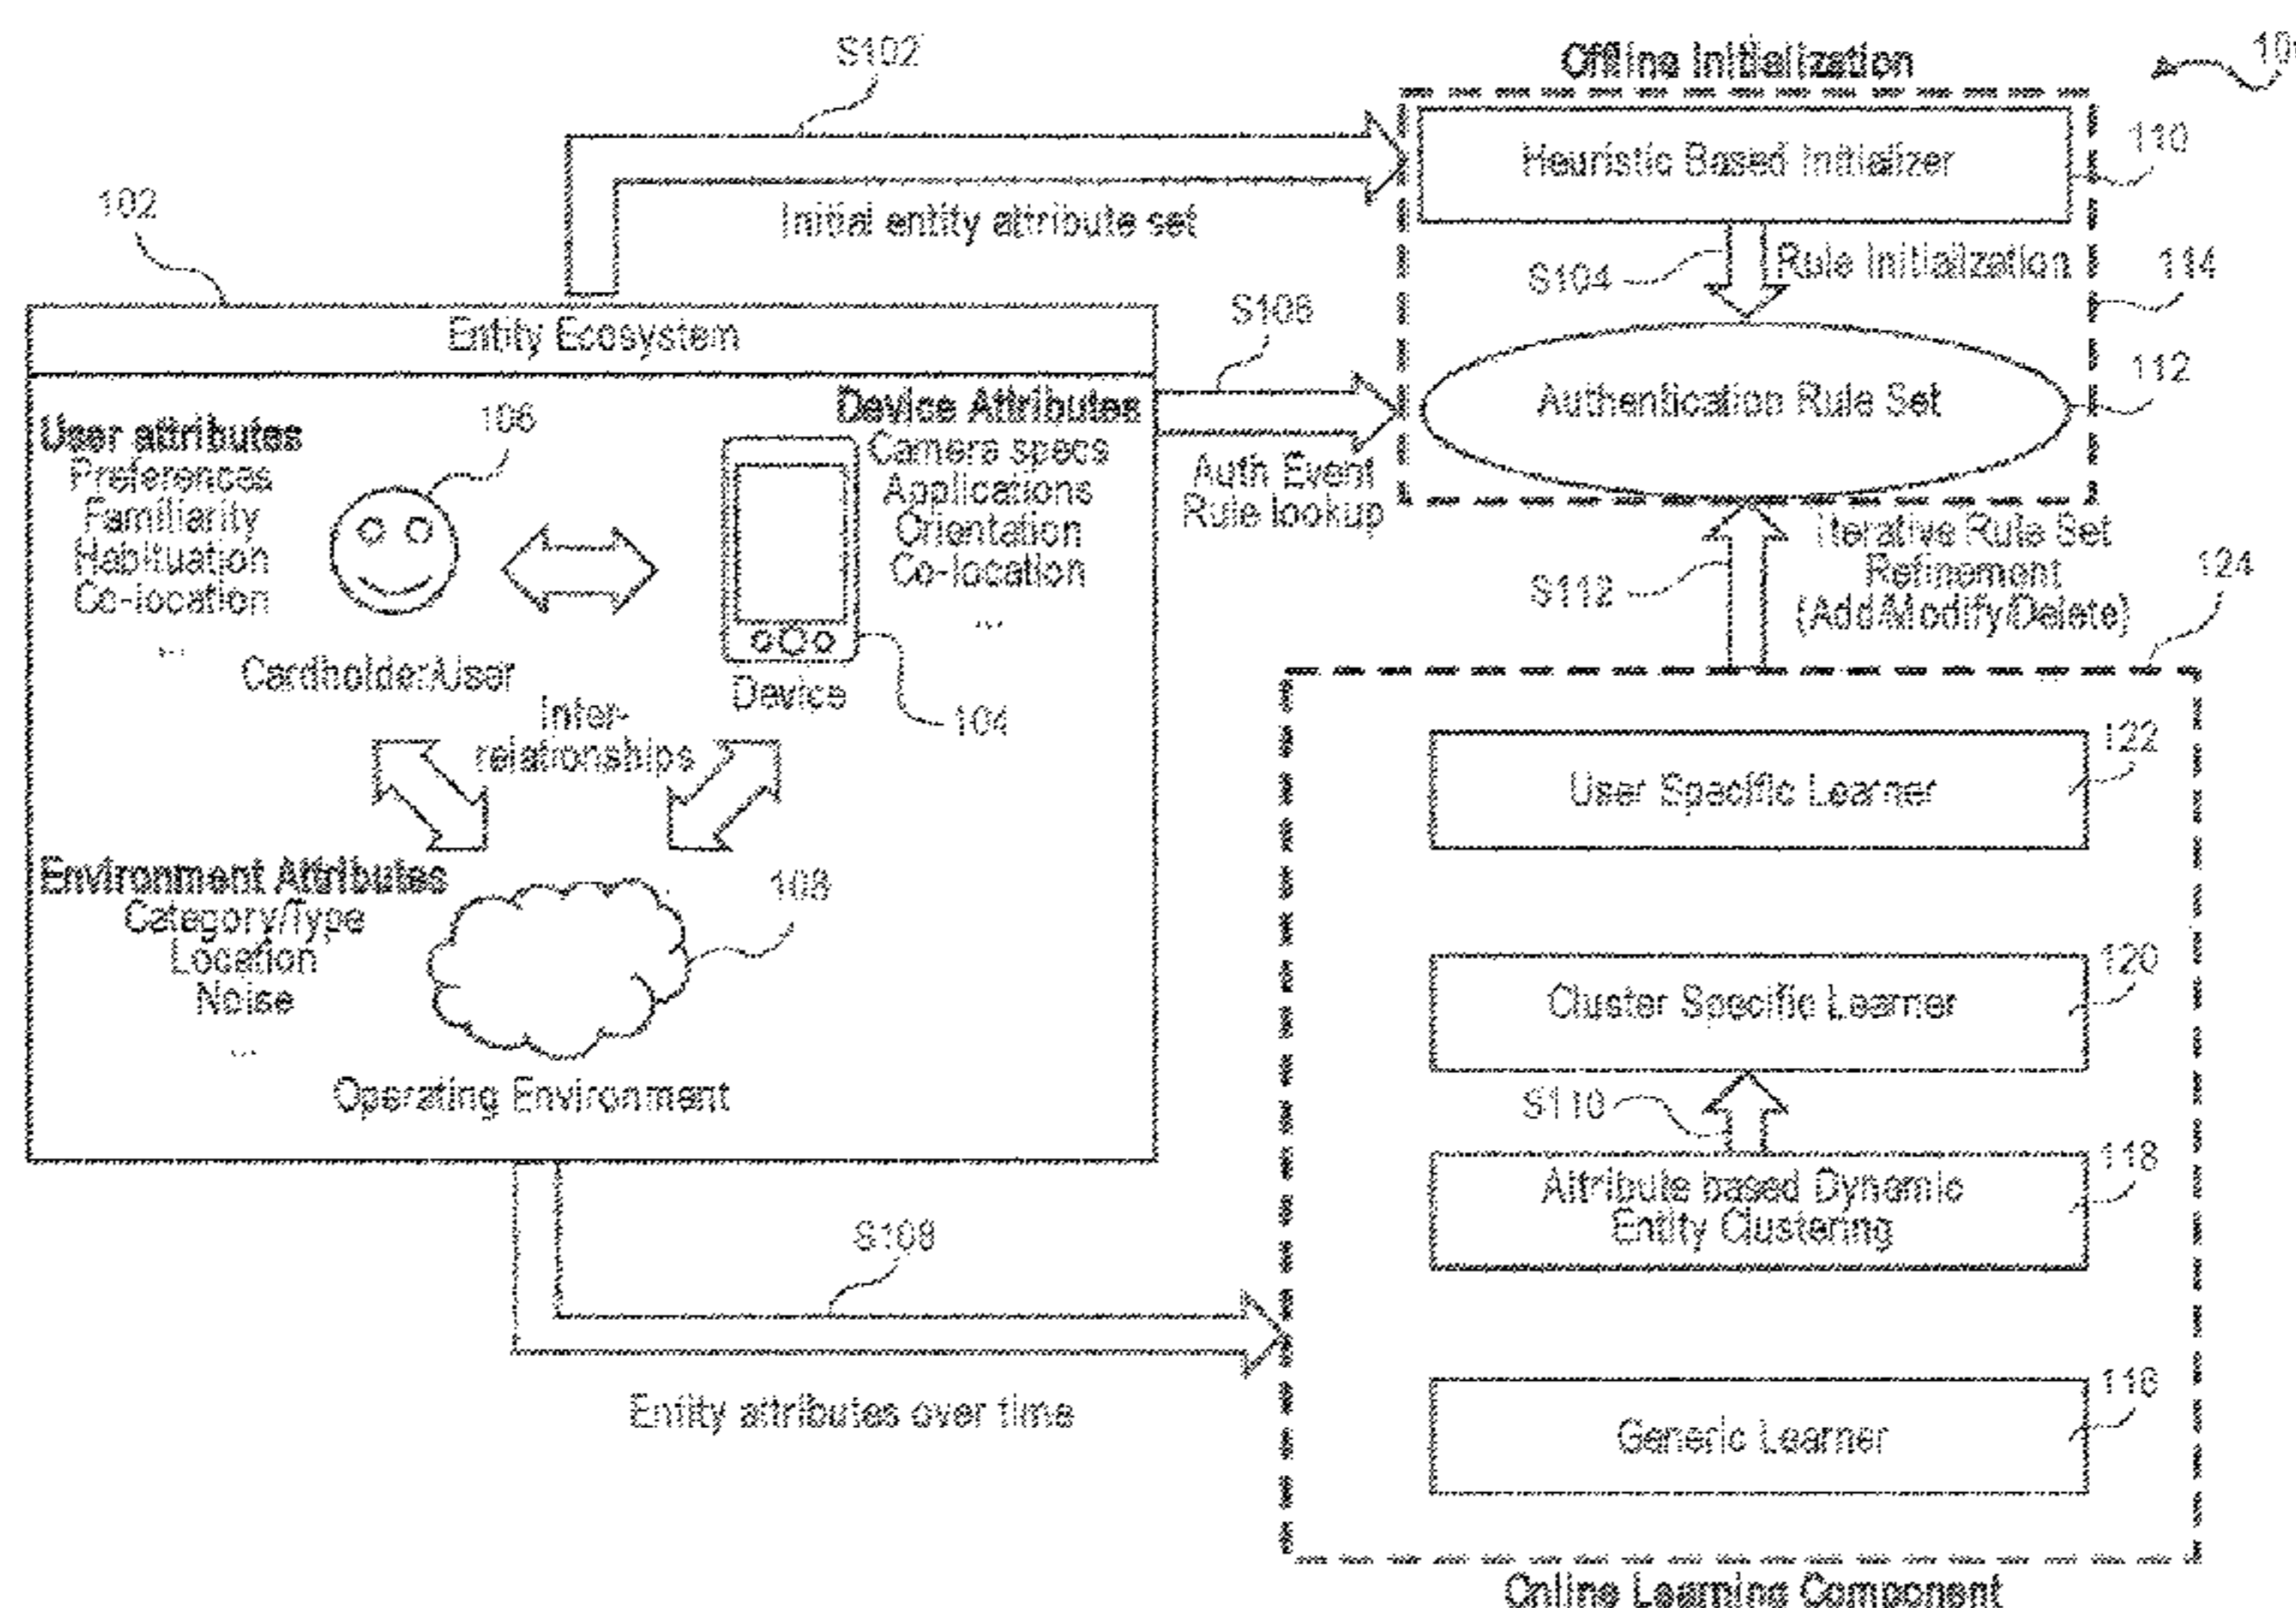 S102
Offline Initialization
Heuristic Based Initializer
110
102
Initial entity attribute set
S104
Rule Initialization
114
Entity Ecosystem
Authentication Rule Set
112
Auth Event
Rule lookup
User attributes
Preferences
Familiarity
Habituation
Co-location
...
106
Cardholder/User
Device Attributes
Camera specs
Applications
Orientation
Co-location
...
Device
104
Inter-
relationships
Environment Attributes
Category/Type
Location
Noise
...
108
Operating Environment
S112
Iterative Rule Set
Refinement
(Add/Modify/Delete)
124
User Specific Learner
122
Cluster Specific Learner
120
S110
Attribute based Dynamic
Entity Clustering
118
Generic Learner
116
S108
Entity attributes over time
Online Learning Component